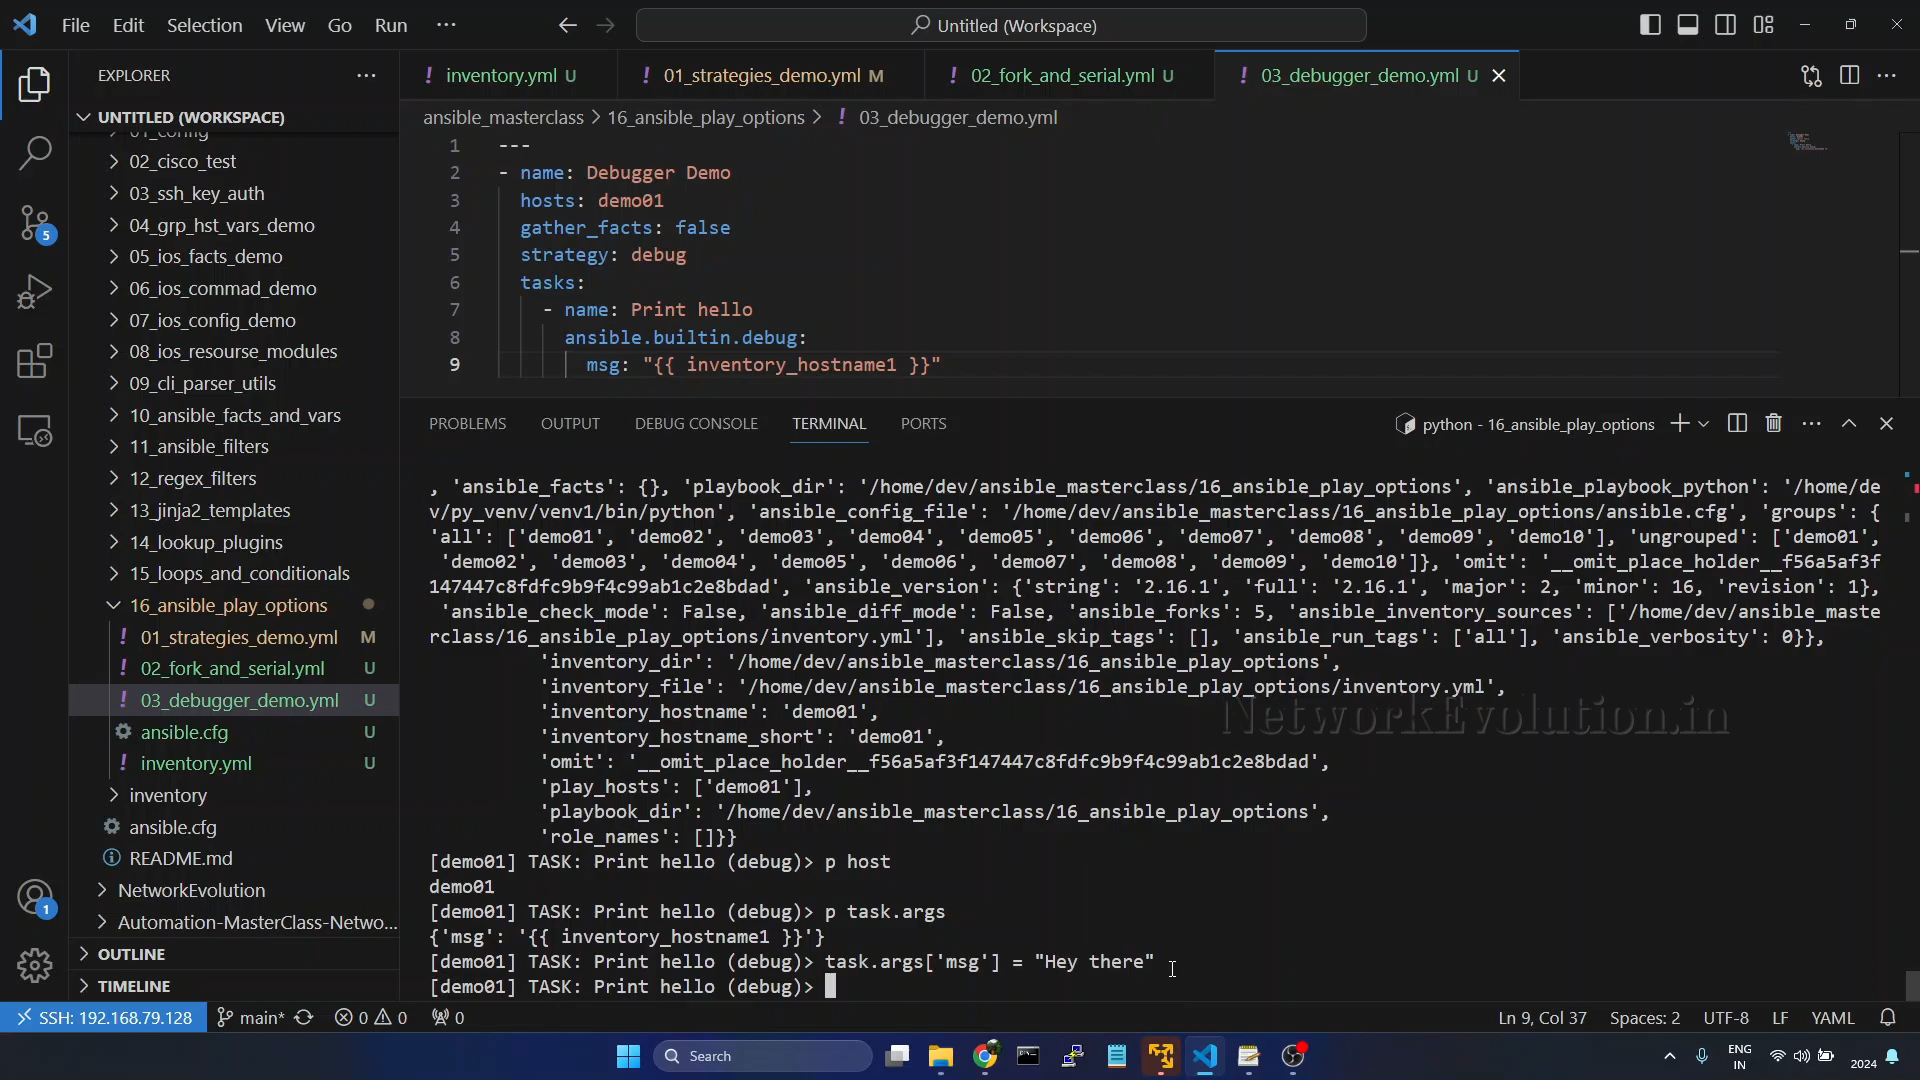 File Edit Selection View Go Run ··· Untitled (Workspace)
EXPLORER ···
UNTITLED (WORKSPACE)
01_config
02_cisco_test
03_ssh_key_auth
04_grp_hst_vars_demo
05_ios_facts_demo
06_ios_commad_demo
07_ios_config_demo
08_ios_resourse_modules
09_cli_parser_utils
10_ansible_facts_and_vars
11_ansible_filters
12_regex_filters
13_jinja2_templates
14_lookup_plugins
15_loops_and_conditionals
16_ansible_play_options
! 01_strategies_demo.yml M
! 02_fork_and_serial.yml U
! 03_debugger_demo.yml U
ansible.cfg U
! inventory.yml U
inventory
ansible.cfg
README.md
NetworkEvolution
Automation-MasterClass-Netwo...
OUTLINE
TIMELINE
5
1
! inventory.yml U ! 01_strategies_demo.yml M ! 02_fork_and_serial.yml U ! 03_debugger_demo.yml U
ansible_masterclass > 16_ansible_play_options > ! 03_debugger_demo.yml
1 ---
2 - name: Debugger Demo
3 hosts: demo01
4 gather_facts: false
5 strategy: debug
6 tasks:
7 - name: Print hello
8 ansible.builtin.debug:
9 msg: "{{ inventory_hostname1 }}"
PROBLEMS OUTPUT DEBUG CONSOLE TERMINAL PORTS python - 16_ansible_play_options
, 'ansible_facts': {}, 'playbook_dir': '/home/dev/ansible_masterclass/16_ansible_play_options', 'ansible_playbook_python': '/home/de
v/py_venv/venv1/bin/python', 'ansible_config_file': '/home/dev/ansible_masterclass/16_ansible_play_options/ansible.cfg', 'groups': {
'all': ['demo01', 'demo02', 'demo03', 'demo04', 'demo05', 'demo06', 'demo07', 'demo08', 'demo09', 'demo10'], 'ungrouped': ['demo01',
'demo02', 'demo03', 'demo04', 'demo05', 'demo06', 'demo07', 'demo08', 'demo09', 'demo10']}, 'omit': '__omit_place_holder__f56a5af3f
147447c8fdfc9b9f4c99ab1c2e8bdad', 'ansible_version': {'string': '2.16.1', 'full': '2.16.1', 'major': 2, 'minor': 16, 'revision': 1},
'ansible_check_mode': False, 'ansible_diff_mode': False, 'ansible_forks': 5, 'ansible_inventory_sources': ['/home/dev/ansible_maste
rclass/16_ansible_play_options/inventory.yml'], 'ansible_skip_tags': [], 'ansible_run_tags': ['all'], 'ansible_verbosity': 0}},
'inventory_dir': '/home/dev/ansible_masterclass/16_ansible_play_options',
'inventory_file': '/home/dev/ansible_masterclass/16_ansible_play_options/inventory.yml',
'inventory_hostname': 'demo01',
'inventory_hostname_short': 'demo01',
'omit': '__omit_place_holder__f56a5af3f147447c8fdfc9b9f4c99ab1c2e8bdad',
'play_hosts': ['demo01'],
'playbook_dir': '/home/dev/ansible_masterclass/16_ansible_play_options',
'role_names': []}}
[demo01] TASK: Print hello (debug)> p host
demo01
[demo01] TASK: Print hello (debug)> p task.args
{'msg': '{{ inventory_hostname1 }}'}
[demo01] TASK: Print hello (debug)> task.args['msg'] = "Hey there"
[demo01] TASK: Print hello (debug)>
NetworkEvolution.in
SSH: 192.168.79.128 main* 0 0 0 Ln 9, Col 37 Spaces: 2 UTF-8 LF YAML
Search ENG IN 2024